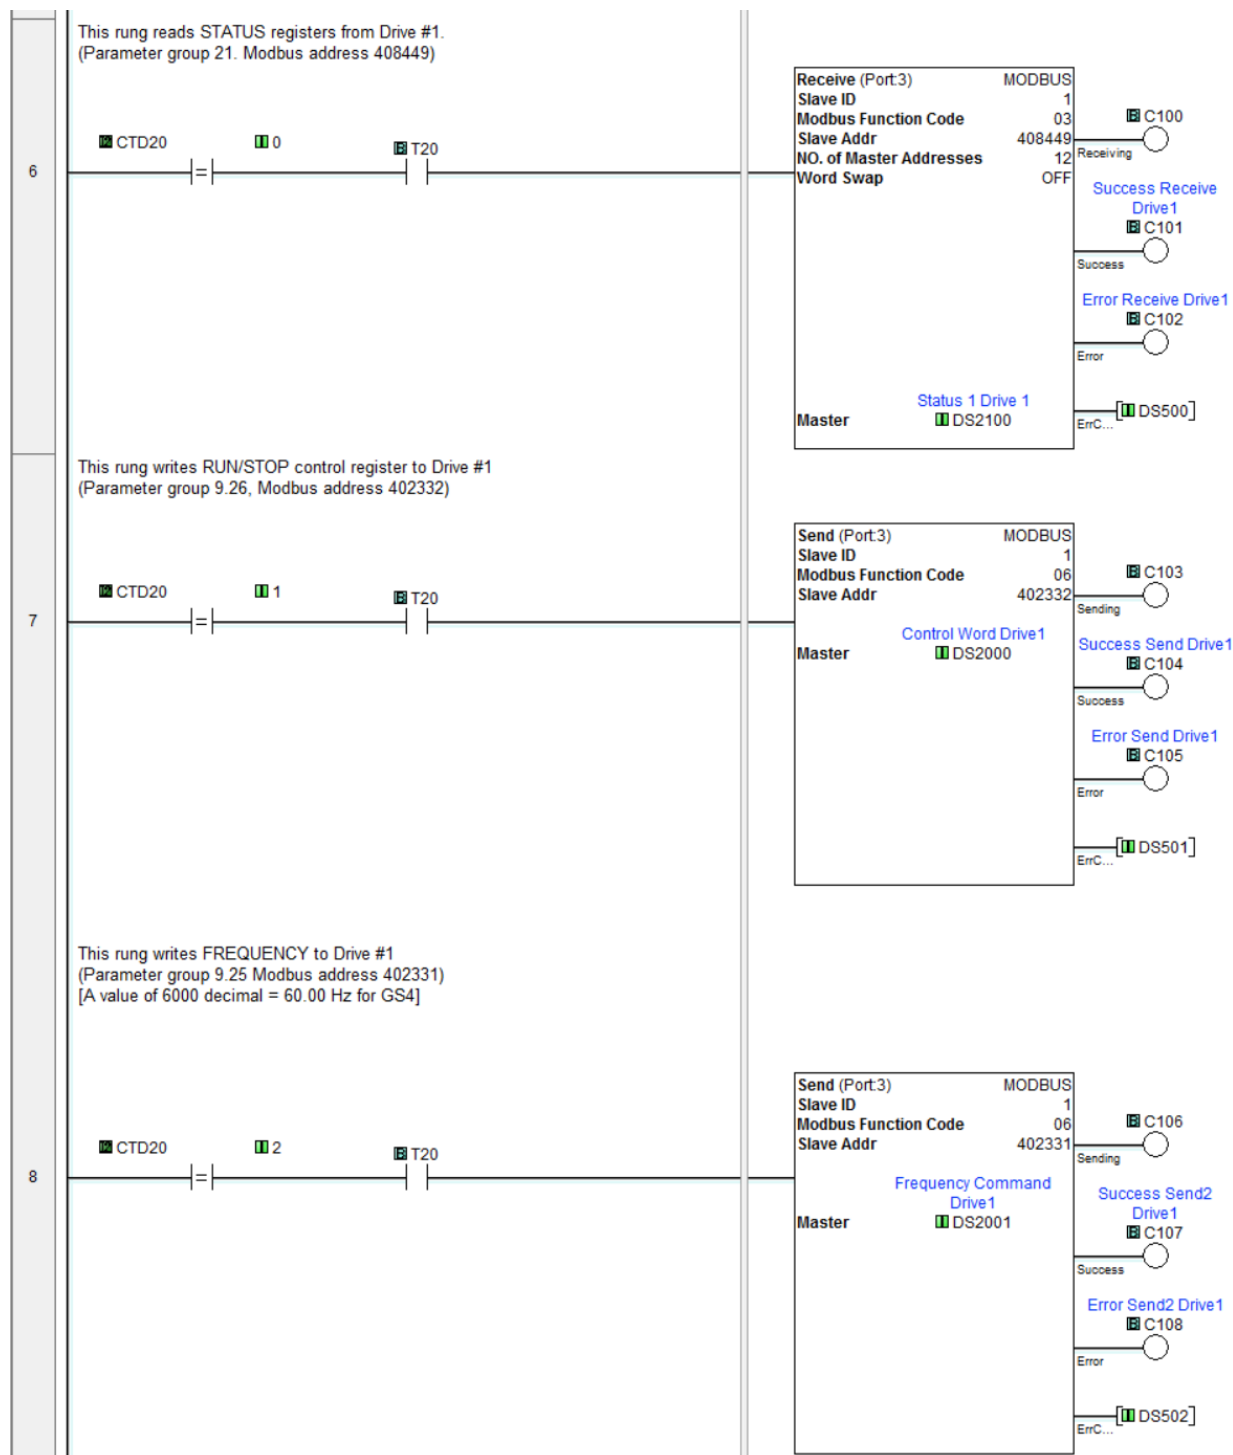 This rung reads STATUS registers from Drive #1.
(Parameter group 21. Modbus address 408449)
6
CTD20
0
=
T20
Receive (Port:3) MODBUS
Slave ID 1
Modbus Function Code 03
Slave Addr 408449
NO. of Master Addresses 12
Word Swap OFF
Status 1 Drive 1
Master DS2100
C100
Receiving
Success Receive
Drive1
C101
Success
Error Receive Drive1
C102
Error
[DS500]
ErrC...
This rung writes RUN/STOP control register to Drive #1
(Parameter group 9.26, Modbus address 402332)
7
CTD20
1
=
T20
Send (Port:3) MODBUS
Slave ID 1
Modbus Function Code 06
Slave Addr 402332
Control Word Drive1
Master DS2000
C103
Sending
Success Send Drive1
C104
Success
Error Send Drive1
C105
Error
[DS501]
ErrC...
This rung writes FREQUENCY to Drive #1
(Parameter group 9.25 Modbus address 402331)
[A value of 6000 decimal = 60.00 Hz for GS4]
8
CTD20
2
=
T20
Send (Port:3) MODBUS
Slave ID 1
Modbus Function Code 06
Slave Addr 402331
Frequency Command
Drive1
Master DS2001
C106
Sending
Success Send2
Drive1
C107
Success
Error Send2 Drive1
C108
Error
[DS502]
ErrC...